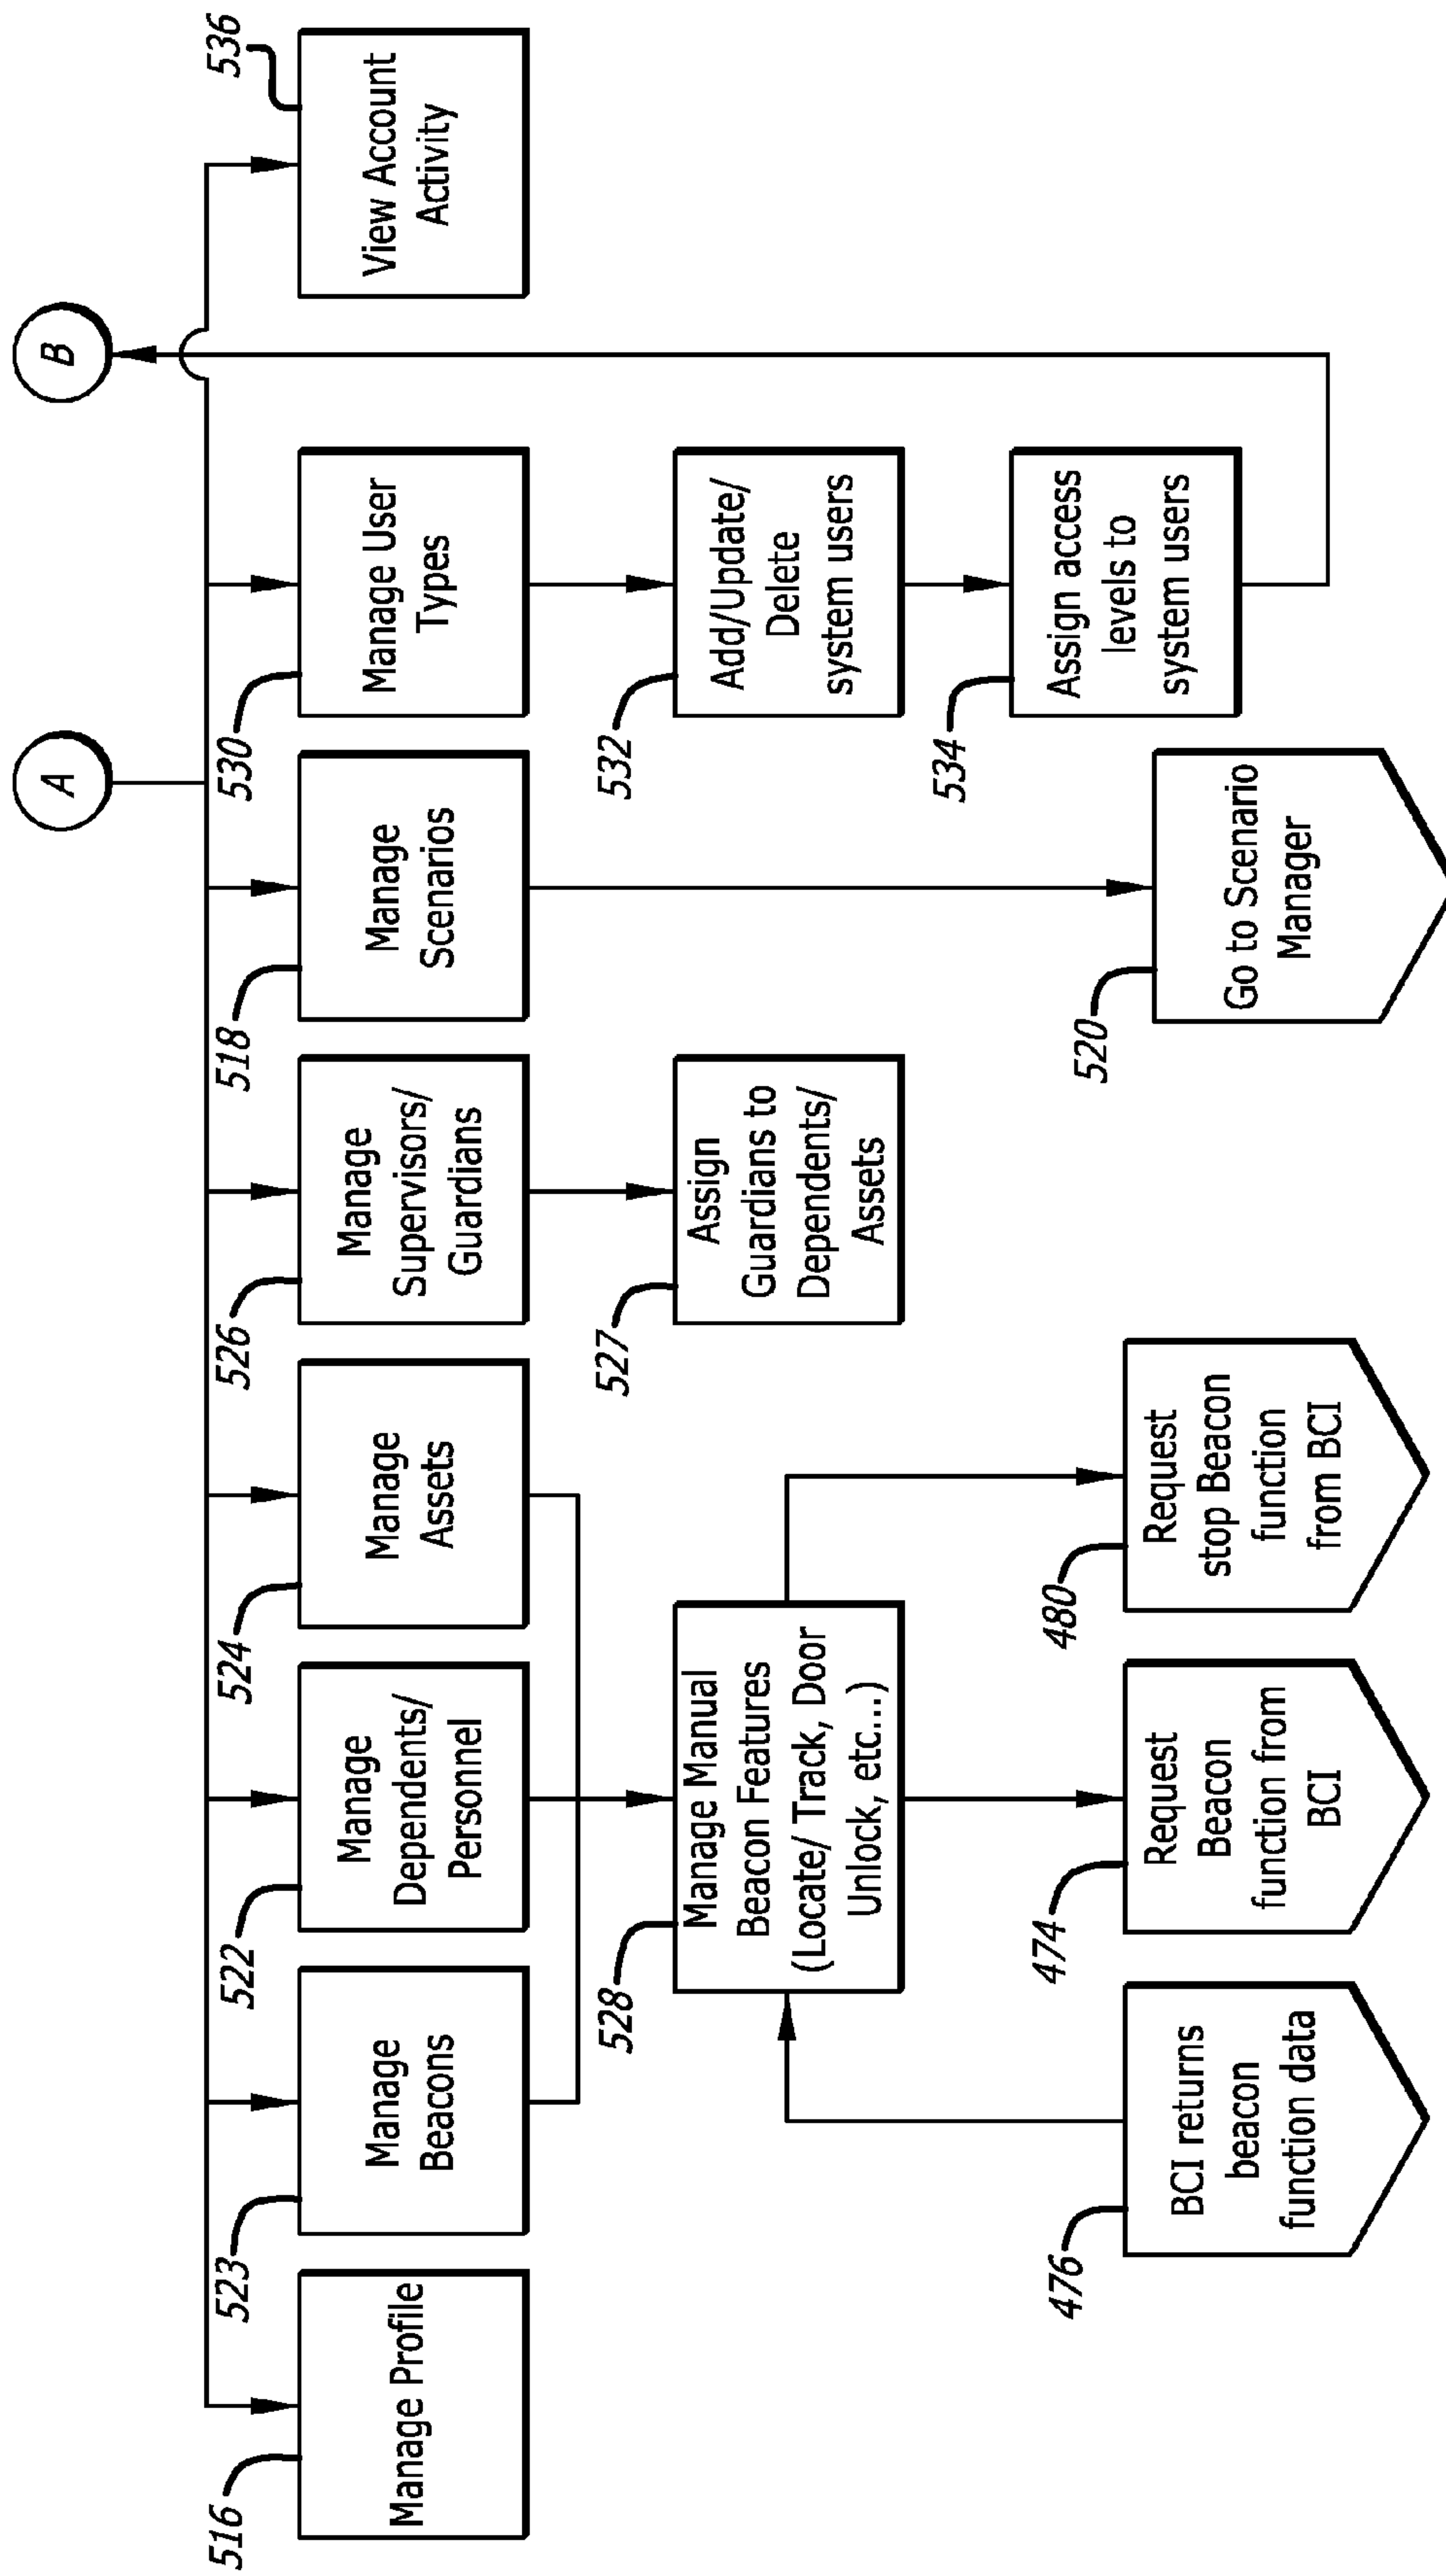 A
B
516
Manage Profile
523
Manage
Beacons
522
Manage
Dependents/
Personnel
524
Manage
Assets
526
Manage
Supervisors/
Guardians
518
Manage
Scenarios
530
Manage User
Types
536
View Account
Activity
528
Manage Manual
Beacon Features
(Locate/ Track, Door
Unlock, etc...)
527
Assign
Guardians to
Dependents/
Assets
532
Add/Update/
Delete
system users
534
Assign access
levels to
system users
476
BCI returns
beacon
function data
474
Request
Beacon
function from
BCI
480
Request
stop Beacon
function
from BCI
520
Go to Scenario
Manager